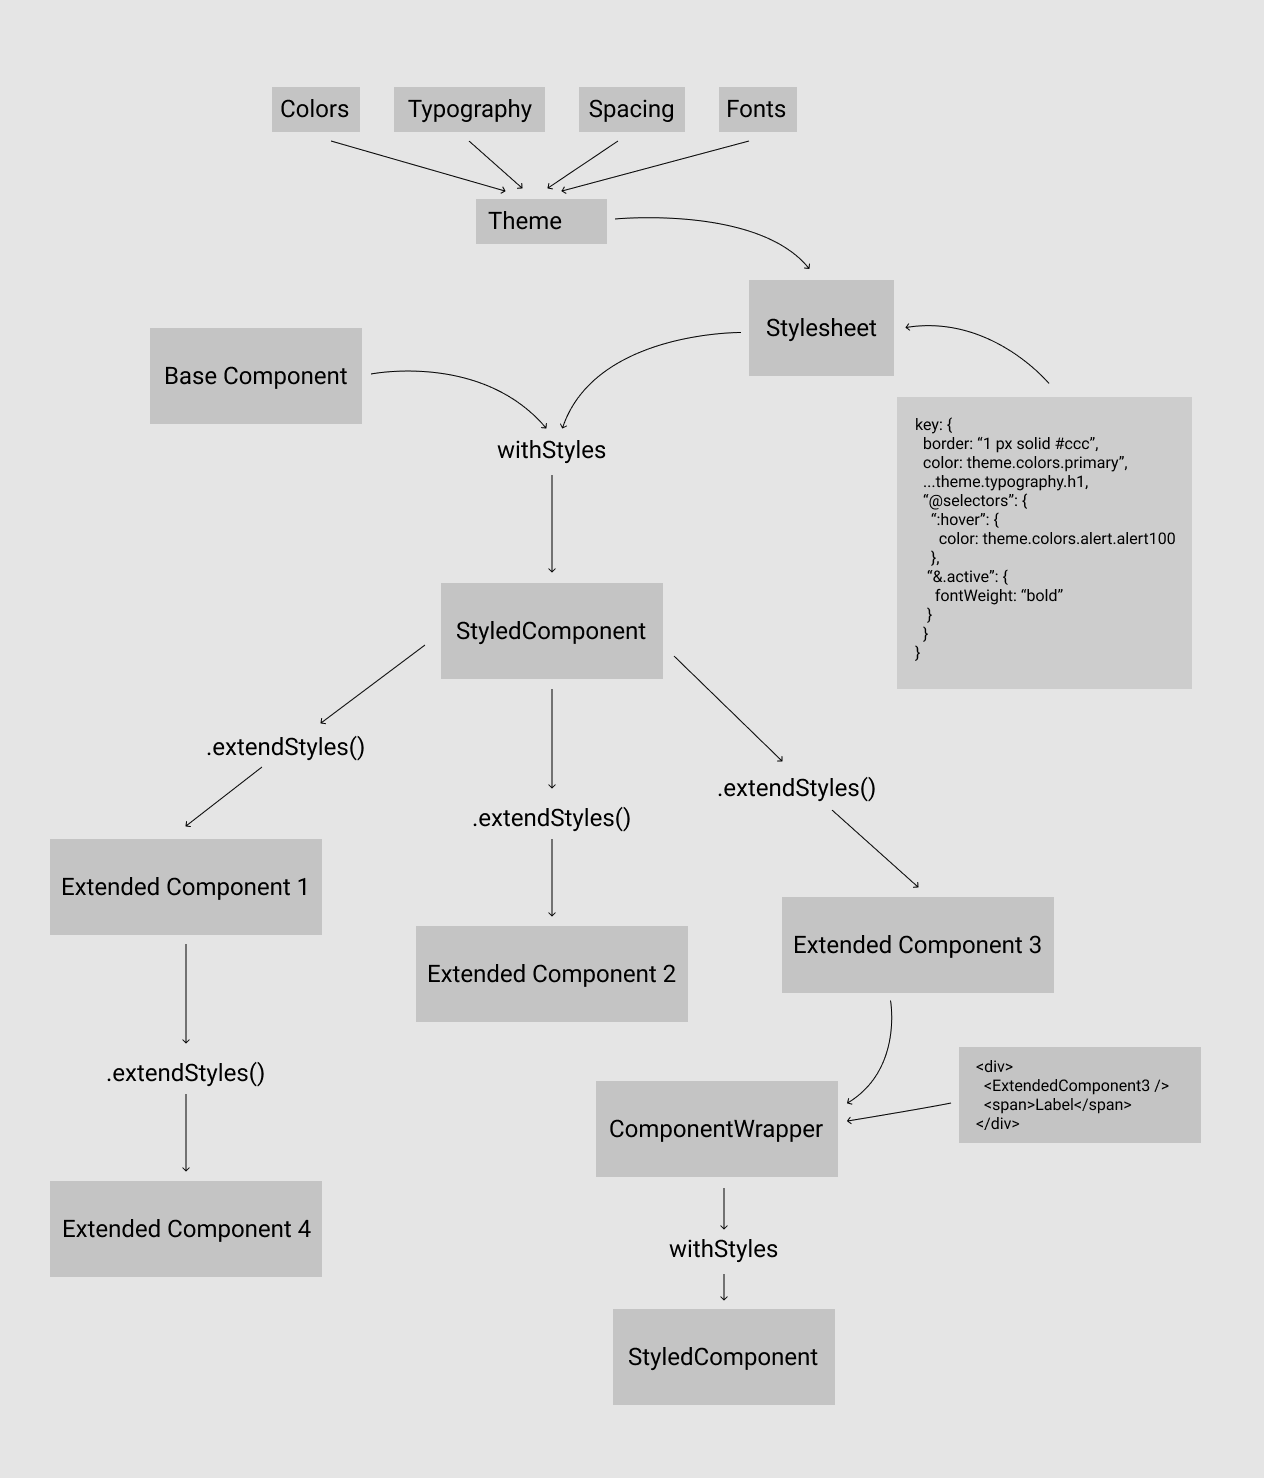 Colors
Typography
Spacing
Fonts
Theme
Stylesheet
Base Component
withStyles
key: {
border: “1 px solid #ccc”,
color: theme.colors.primary”,
...theme.typography.h1,
“@selectors”: {
“:hover”: {
color: theme.colors.alert.alert100
},
“&.active”: {
fontWeight: “bold”
}
}
}
StyledComponent
.extendStyles()
.extendStyles()
.extendStyles()
Extended Component 1
Extended Component 2
Extended Component 3
.extendStyles()
<div>
<ExtendedComponent3 />
<span>Label</span>
</div>
ComponentWrapper
Extended Component 4
withStyles
StyledComponent